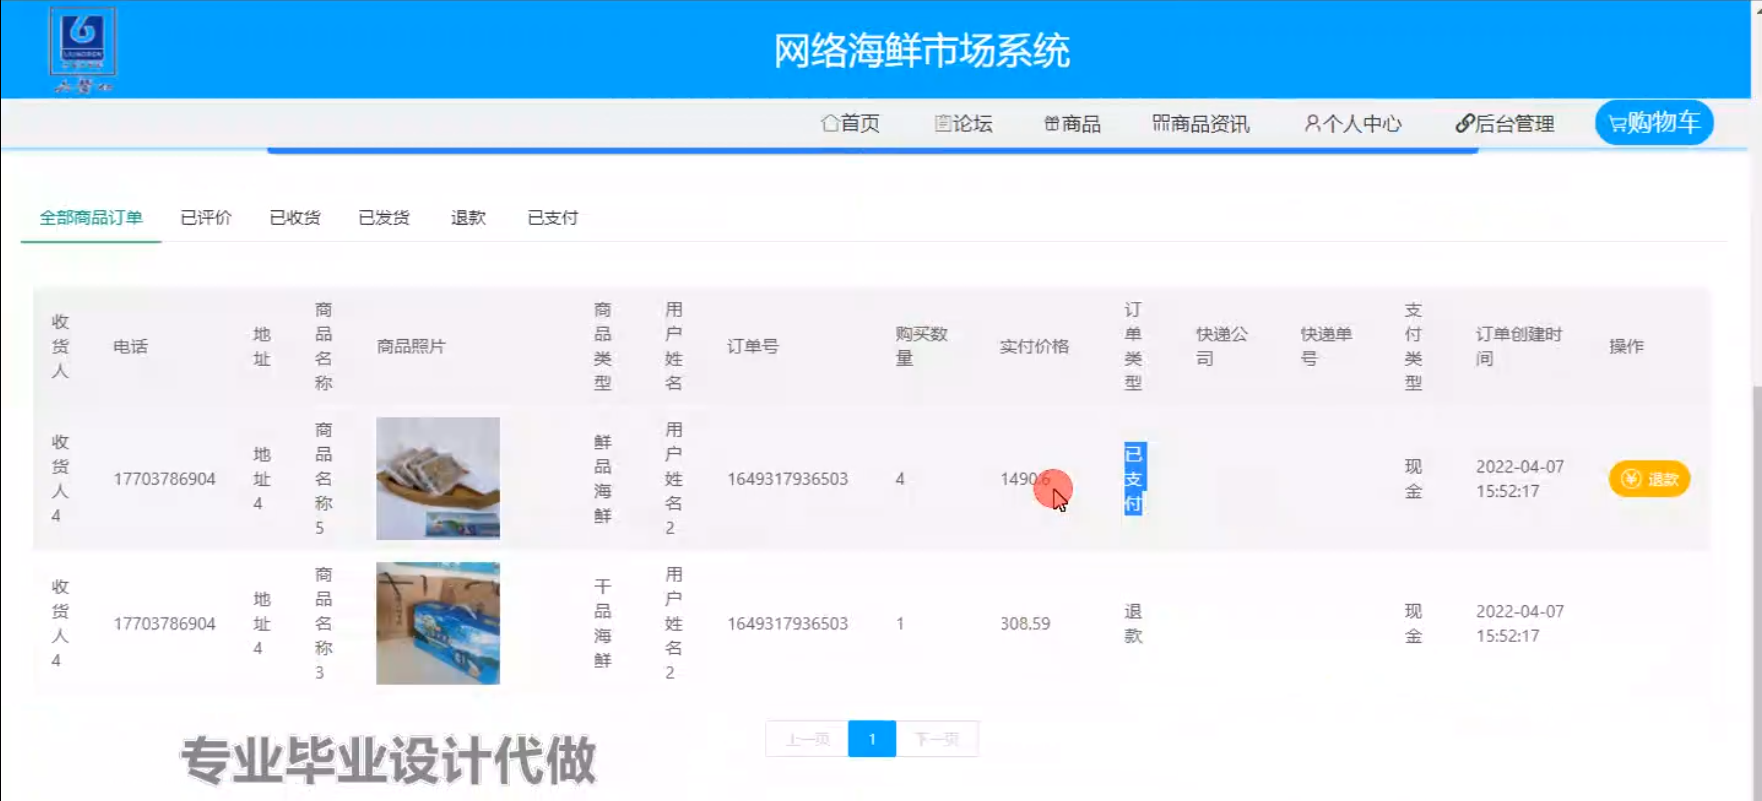 网络海鲜市场系统
首页 论坛 商品 商品资讯 个人中心 后台管理 购物车
全部商品订单 已评价 已收货 已发货 退款 已支付
收货人 电话 地址 商品名称 商品照片 商品类型 用户姓名 订单号 购买数量 实付价格 订单类型 快递公司 快递单号 支付类型 订单创建时间 操作
收货人4 17703786904 地址4 商品名称5 鲜品海鲜 用户姓名2 1649317936503 4 1490.6 已支付 现金 2022-04-07 15:52:17 退款
收货人4 17703786904 地址4 商品名称3 干品海鲜 用户姓名2 1649317936503 1 308.59 退款 现金 2022-04-07 15:52:17
上一页 1 下一页
专业毕业设计代做